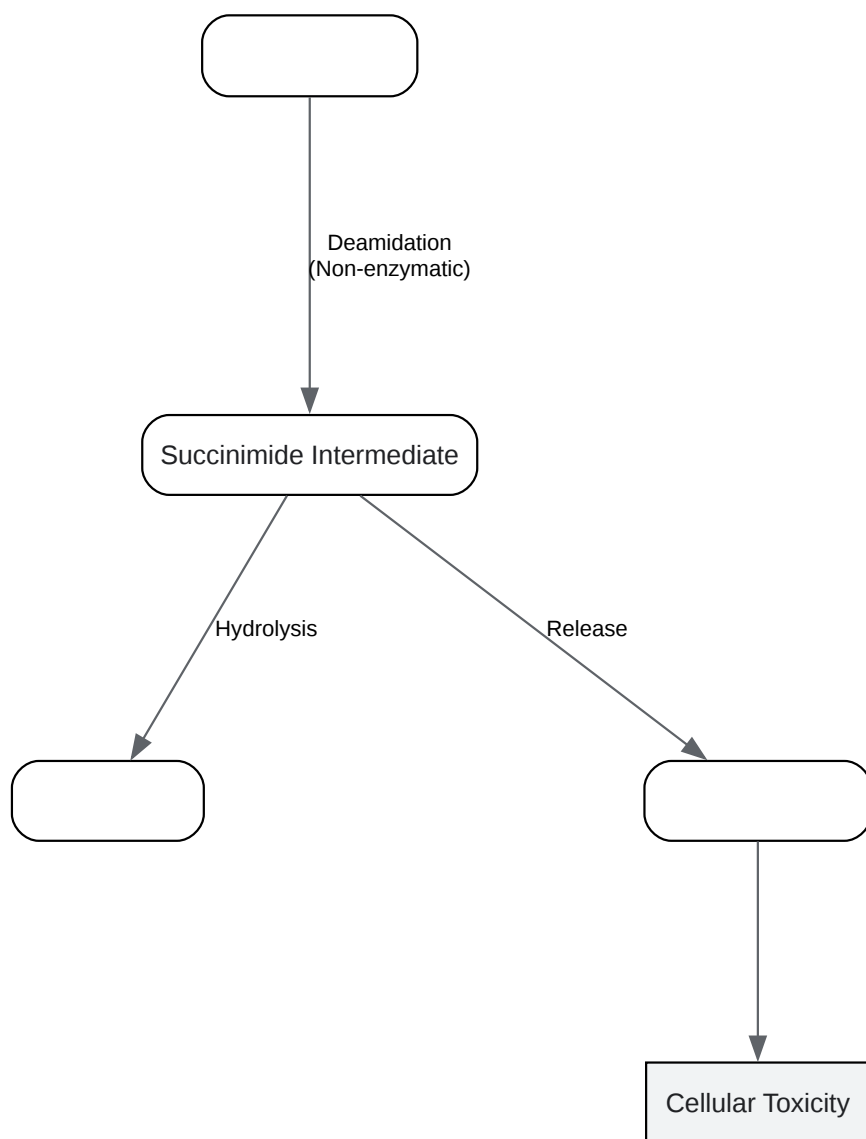 Deamidation
(Non-enzymatic)
Succinimide Intermediate
Hydrolysis
Release
Cellular Toxicity